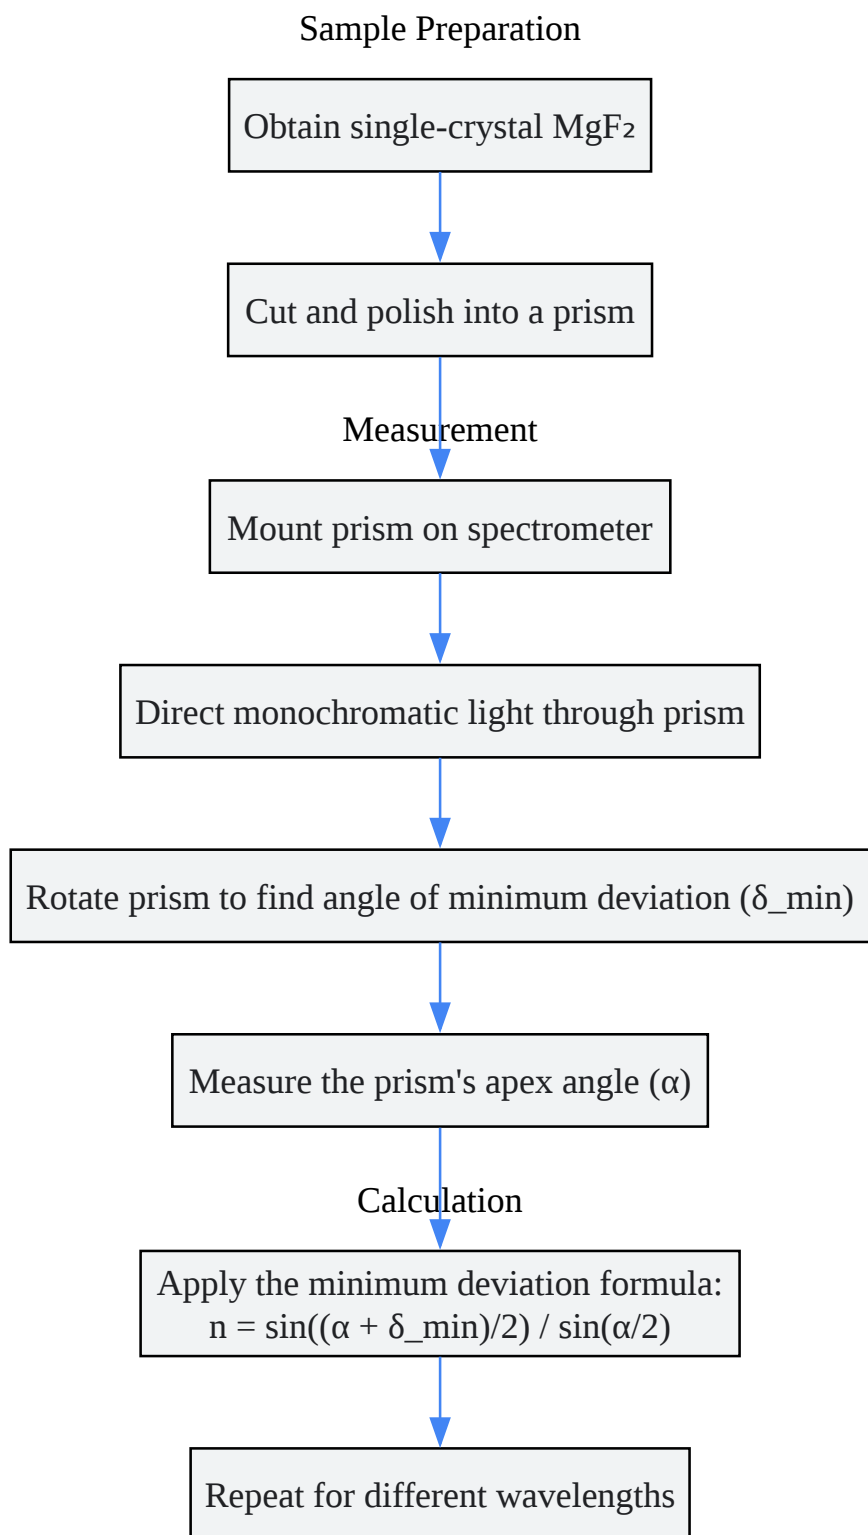 Sample Preparation
Obtain single-crystal MgF₂
Cut and polish into a prism
Measurement
Mount prism on spectrometer
Direct monochromatic light through prism
Rotate prism to find angle of minimum deviation (δ_min)
Measure the prism's apex angle (α)
Calculation
Apply the minimum deviation formula:
n = sin((α + δ_min)/2) / sin(α/2)
Repeat for different wavelengths